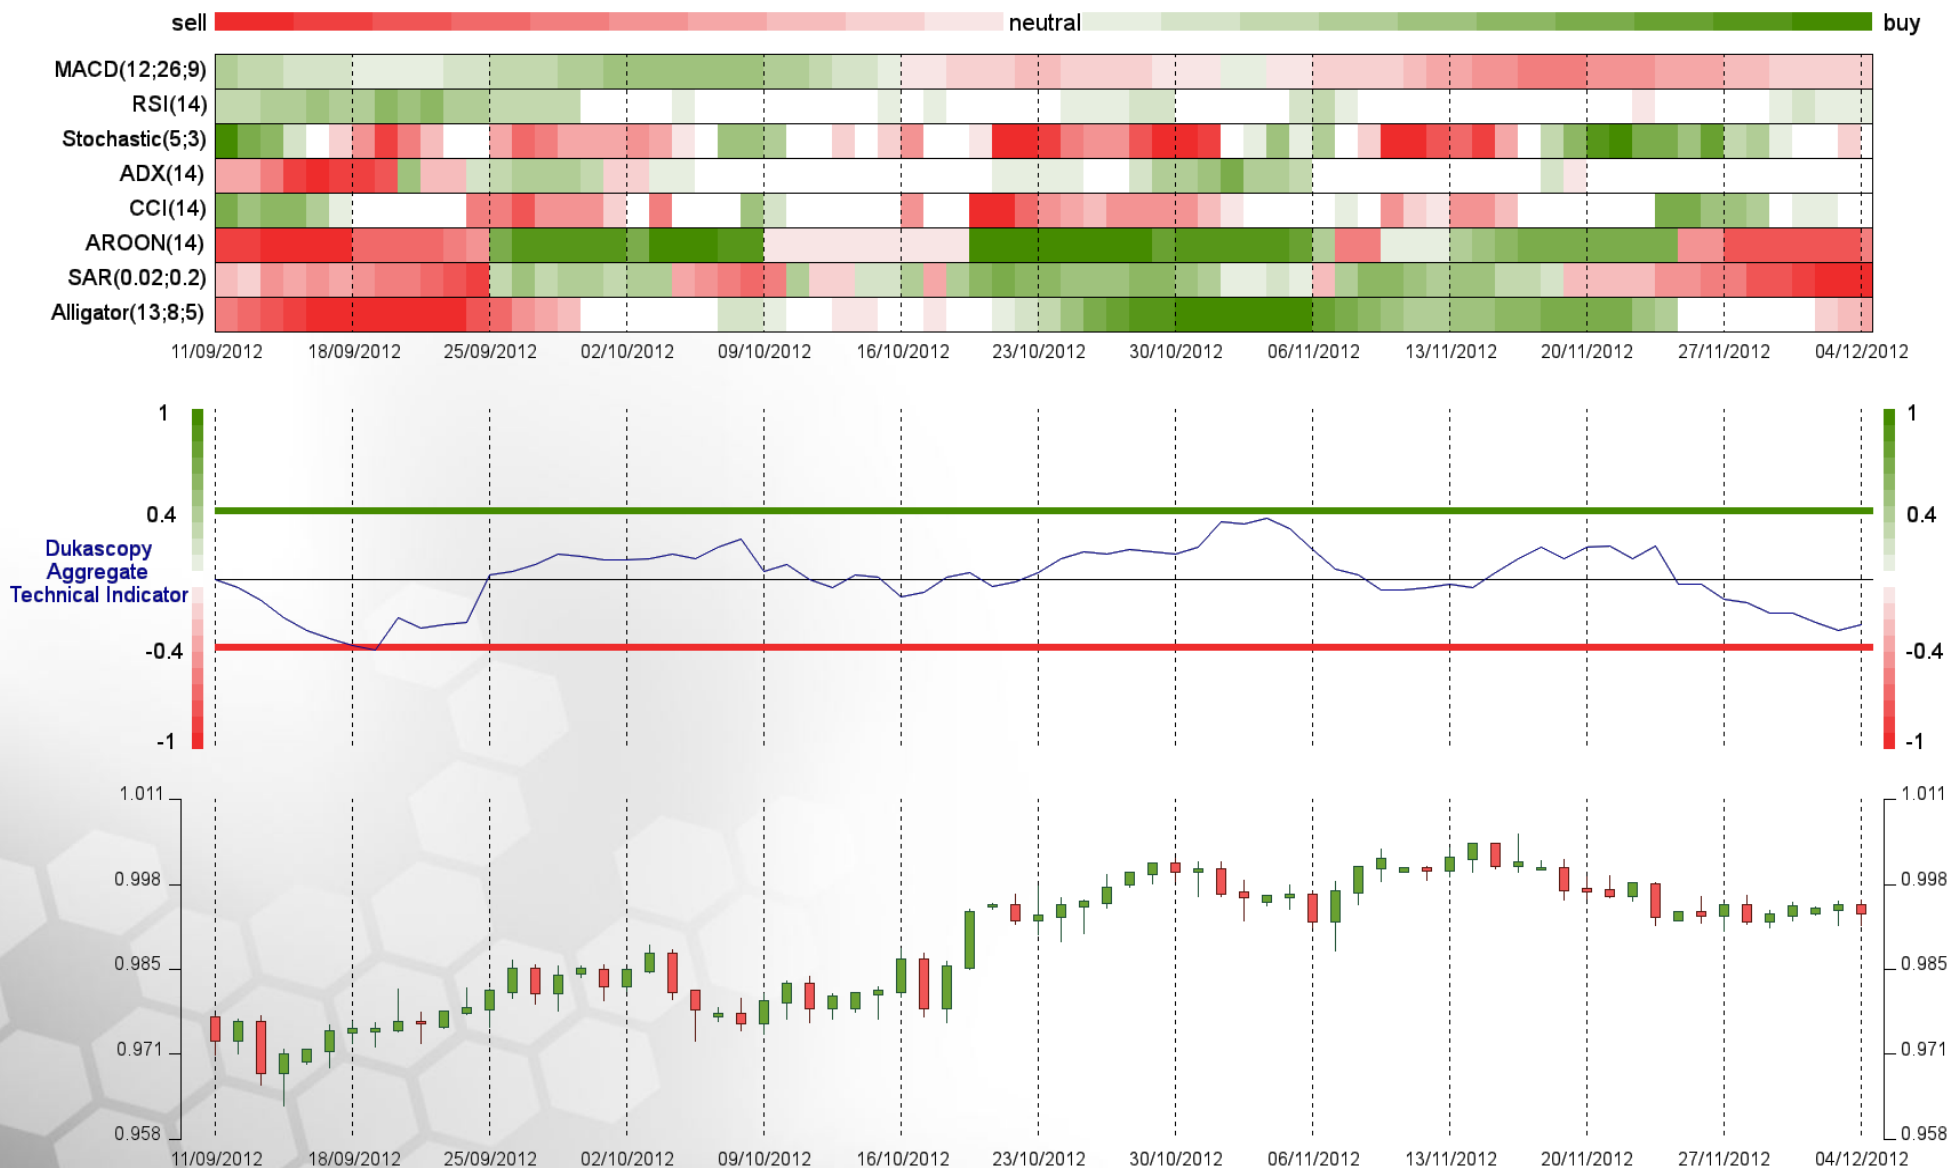 sell neutral buy
MACD(12;26;9)
RSI(14)
Stochastic(5;3)
ADX(14)
CCI(14)
AROON(14)
SAR(0.02;0.2)
Alligator(13;8;5)
11/09/2012 18/09/2012 25/09/2012 02/10/2012 09/10/2012 16/10/2012 23/10/2012 30/10/2012 06/11/2012 13/11/2012 20/11/2012 27/11/2012 04/12/2012
1 1
0.4 0.4
Dukascopy
Aggregate
Technical Indicator
-0.4 -0.4
-1 -1
1.011 1.011
0.998 0.998
0.985 0.985
0.971 0.971
0.958 0.958
11/09/2012 18/09/2012 25/09/2012 02/10/2012 09/10/2012 16/10/2012 23/10/2012 30/10/2012 06/11/2012 13/11/2012 20/11/2012 27/11/2012 04/12/2012